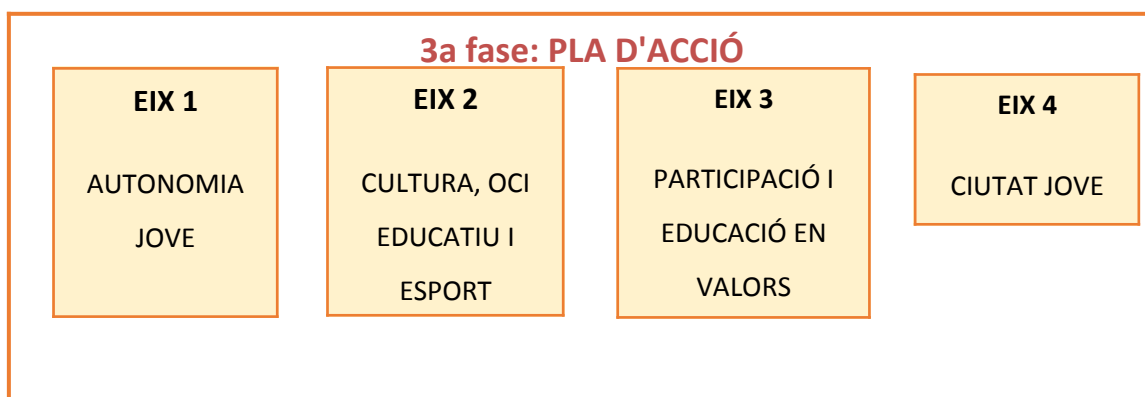 3a fase: PLA D'ACCIÓ
EIX 1
AUTONOMIA
JOVE
EIX 2
CULTURA, OCI
EDUCATIU I
ESPORT
EIX 3
PARTICIPACIÓ I
EDUCACIÓ EN
VALORS
EIX 4
CIUTAT JOVE